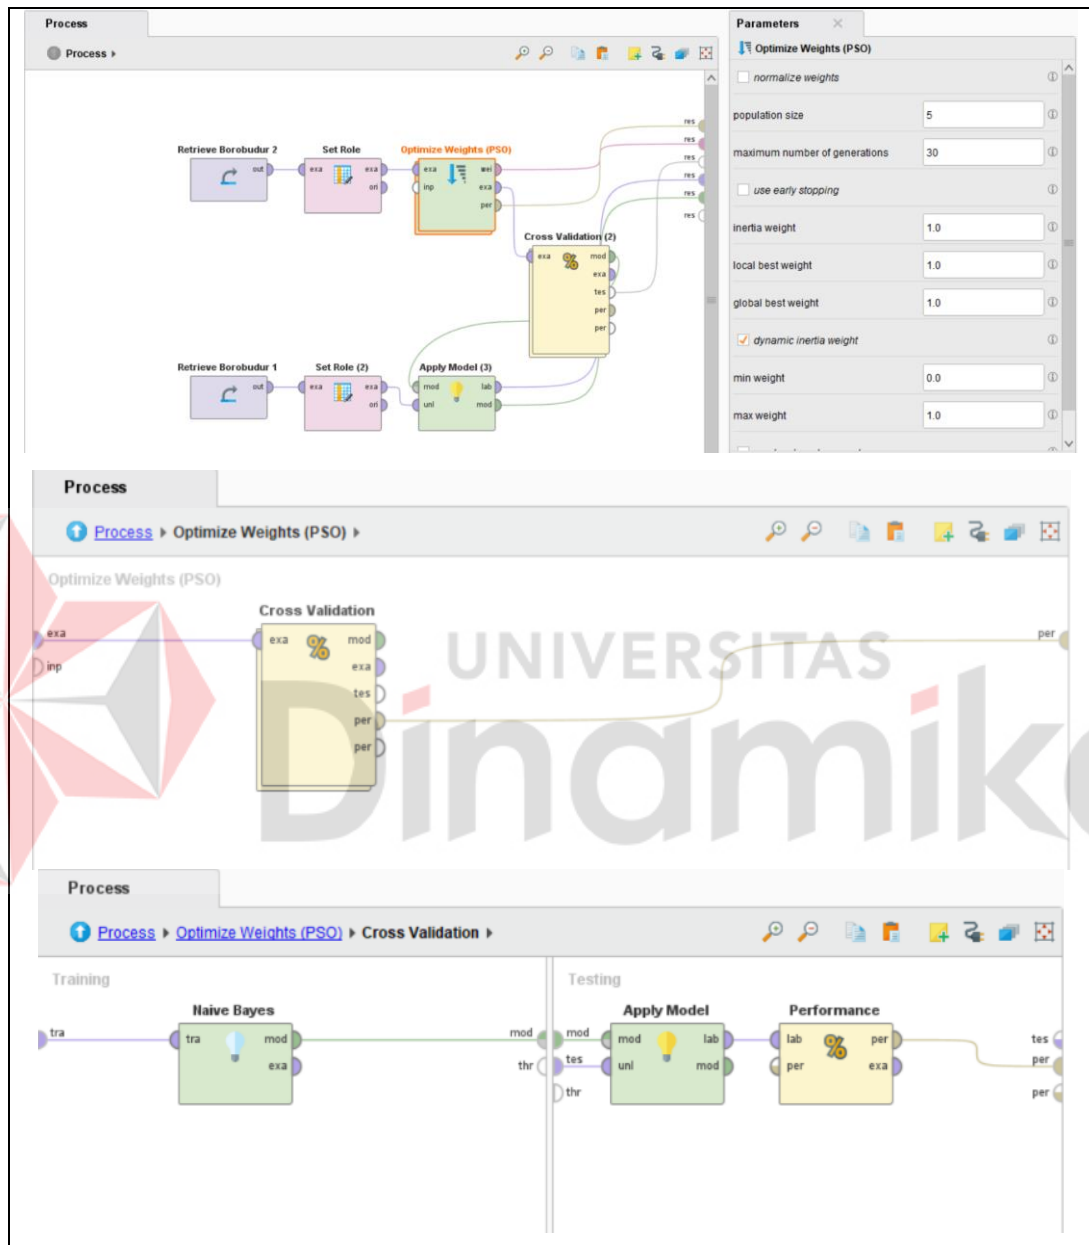 Process
Process
Retrieve Borobudur 2
Set Role
Optimize Weights (PSO)
out
exa
exa
ori
exa
inp
wei
exa
per
res
res
res
res
res
Cross Validation (2)
exa
mod
exa
tes
per
per
Retrieve Borobudur 1
Set Role (2)
Apply Model (3)
out
exa
exa
ori
mod
unl
lab
mod
Parameters
Optimize Weights (PSO)
normalize weights
population size
5
maximum number of generations
30
use early stopping
inertia weight
1.0
local best weight
1.0
global best weight
1.0
dynamic inertia weight
min weight
0.0
max weight
1.0
Process
Process Optimize Weights (PSO)
Optimize Weights (PSO)
Cross Validation
exa
inp
exa
mod
exa
tes
per
per
per
UNIVERSITAS
Dinamika
Process
Process Optimize Weights (PSO) Cross Validation
Training
Naive Bayes
tra
tra
mod
exa
mod
thr
Testing
Apply Model
Performance
mod
tes
thr
mod
unl
lab
mod
lab
per
per
exa
tes
per
per